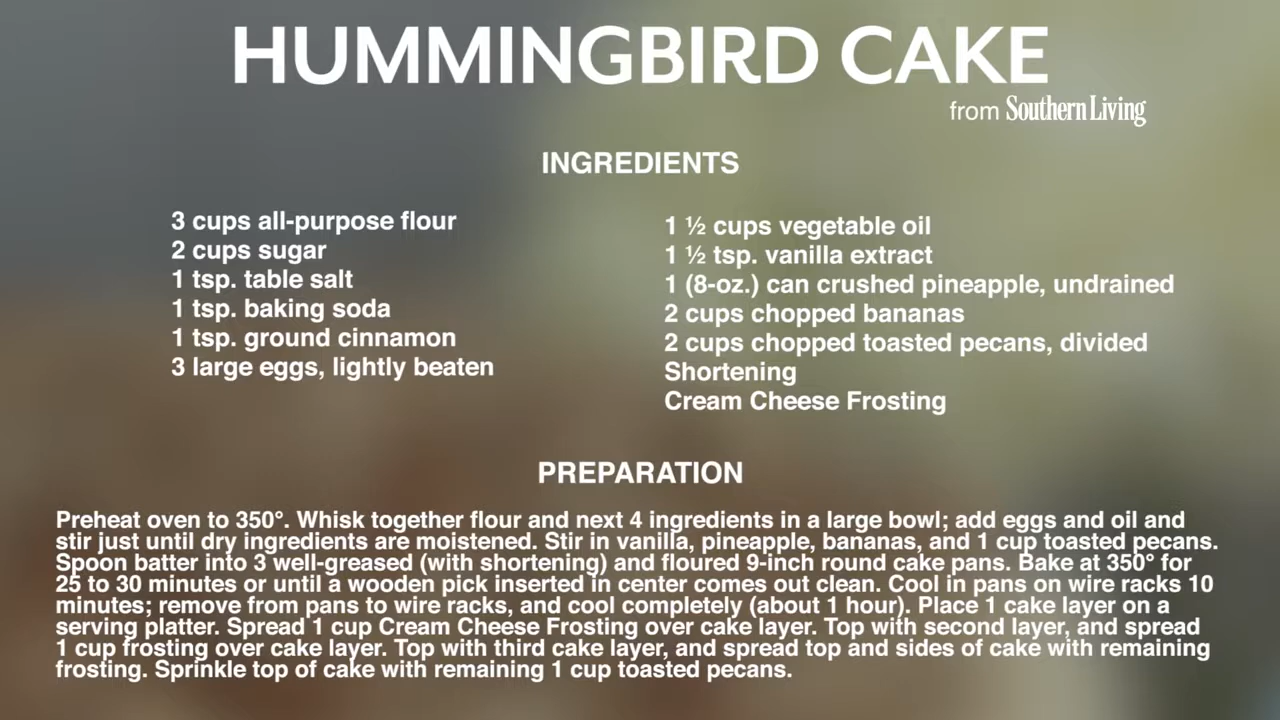 HUMMINGBIRD CAKE
from Southern Living
INGREDIENTS
3 cups all-purpose flour
2 cups sugar
1 tsp. table salt
1 tsp. baking soda
1 tsp. ground cinnamon
3 large eggs, lightly beaten
1 ½ cups vegetable oil
1 ½ tsp. vanilla extract
1 (8-oz.) can crushed pineapple, undrained
2 cups chopped bananas
2 cups chopped toasted pecans, divided
Shortening
Cream Cheese Frosting
PREPARATION
Preheat oven to 350°. Whisk together flour and next 4 ingredients in a large bowl; add eggs and oil and
stir just until dry ingredients are moistened. Stir in vanilla, pineapple, bananas, and 1 cup toasted pecans.
Spoon batter into 3 well-greased (with shortening) and floured 9-inch round cake pans. Bake at 350° for
25 to 30 minutes or until a wooden pick inserted in center comes out clean. Cool in pans on wire racks 10
minutes; remove from pans to wire racks, and cool completely (about 1 hour). Place 1 cake layer on a
serving platter. Spread 1 cup Cream Cheese Frosting over cake layer. Top with second layer, and spread
1 cup frosting over cake layer. Top with third cake layer, and spread top and sides of cake with remaining
frosting. Sprinkle top of cake with remaining 1 cup toasted pecans.